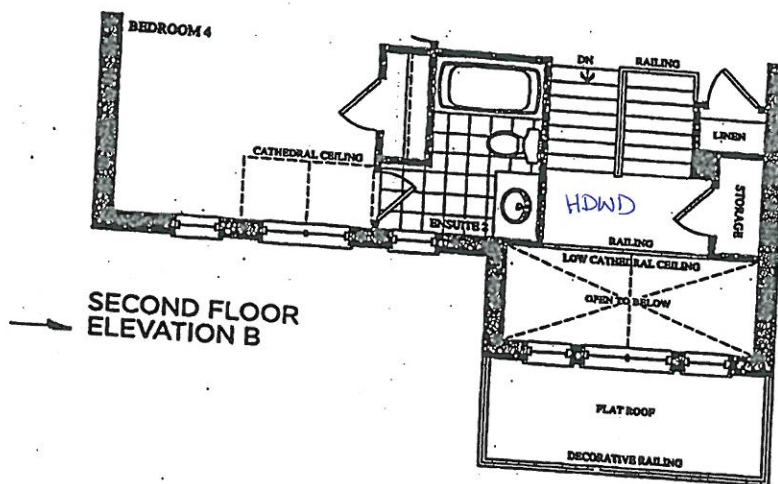 BEDROOM 4
DN
RAILING
LINEN
CATHEDRAL CEILING
STORAGE
HDWD
ENSUITE 2
RAILING
LOW CATHEDRAL CEILING
OPEN TO BELOW
SECOND FLOOR
ELEVATION B
FLAT ROOF
DECORATIVE RAILING